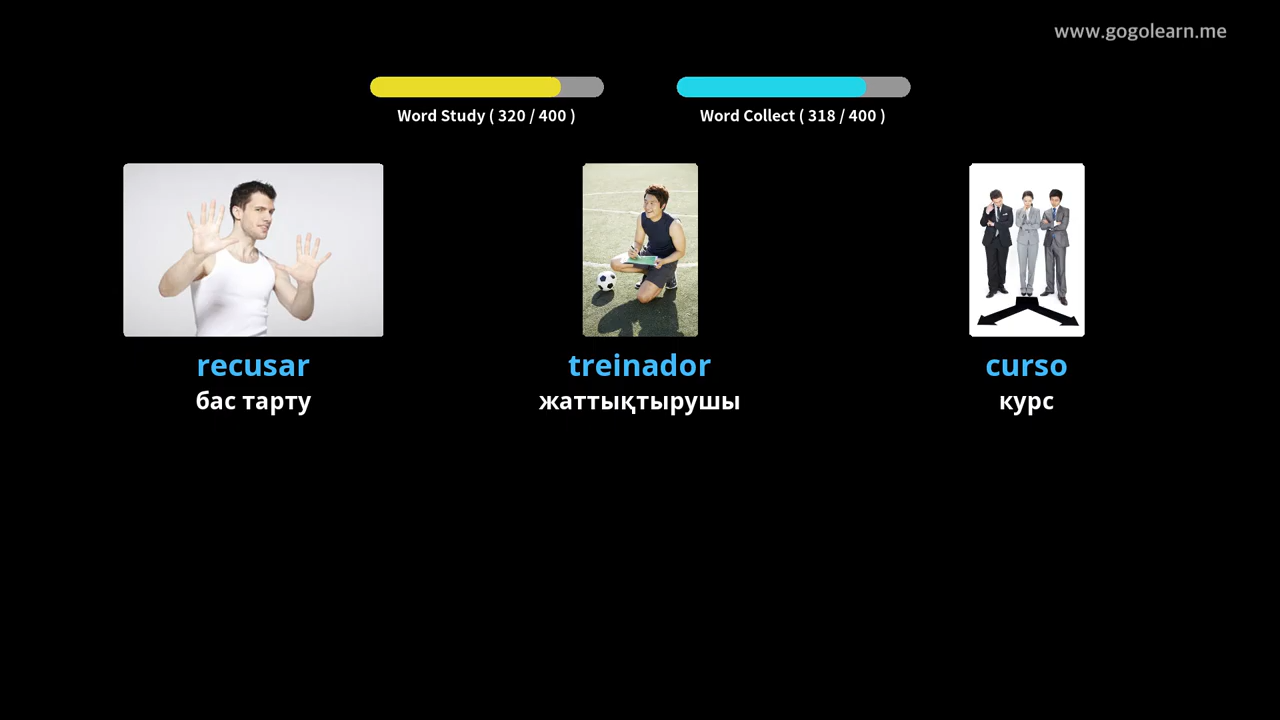 www.gogolearn.me
Word Study ( 320 / 400 )
Word Collect ( 318 / 400 )
recusar
бас тарту
treinador
жаттықтырушы
curso
курс